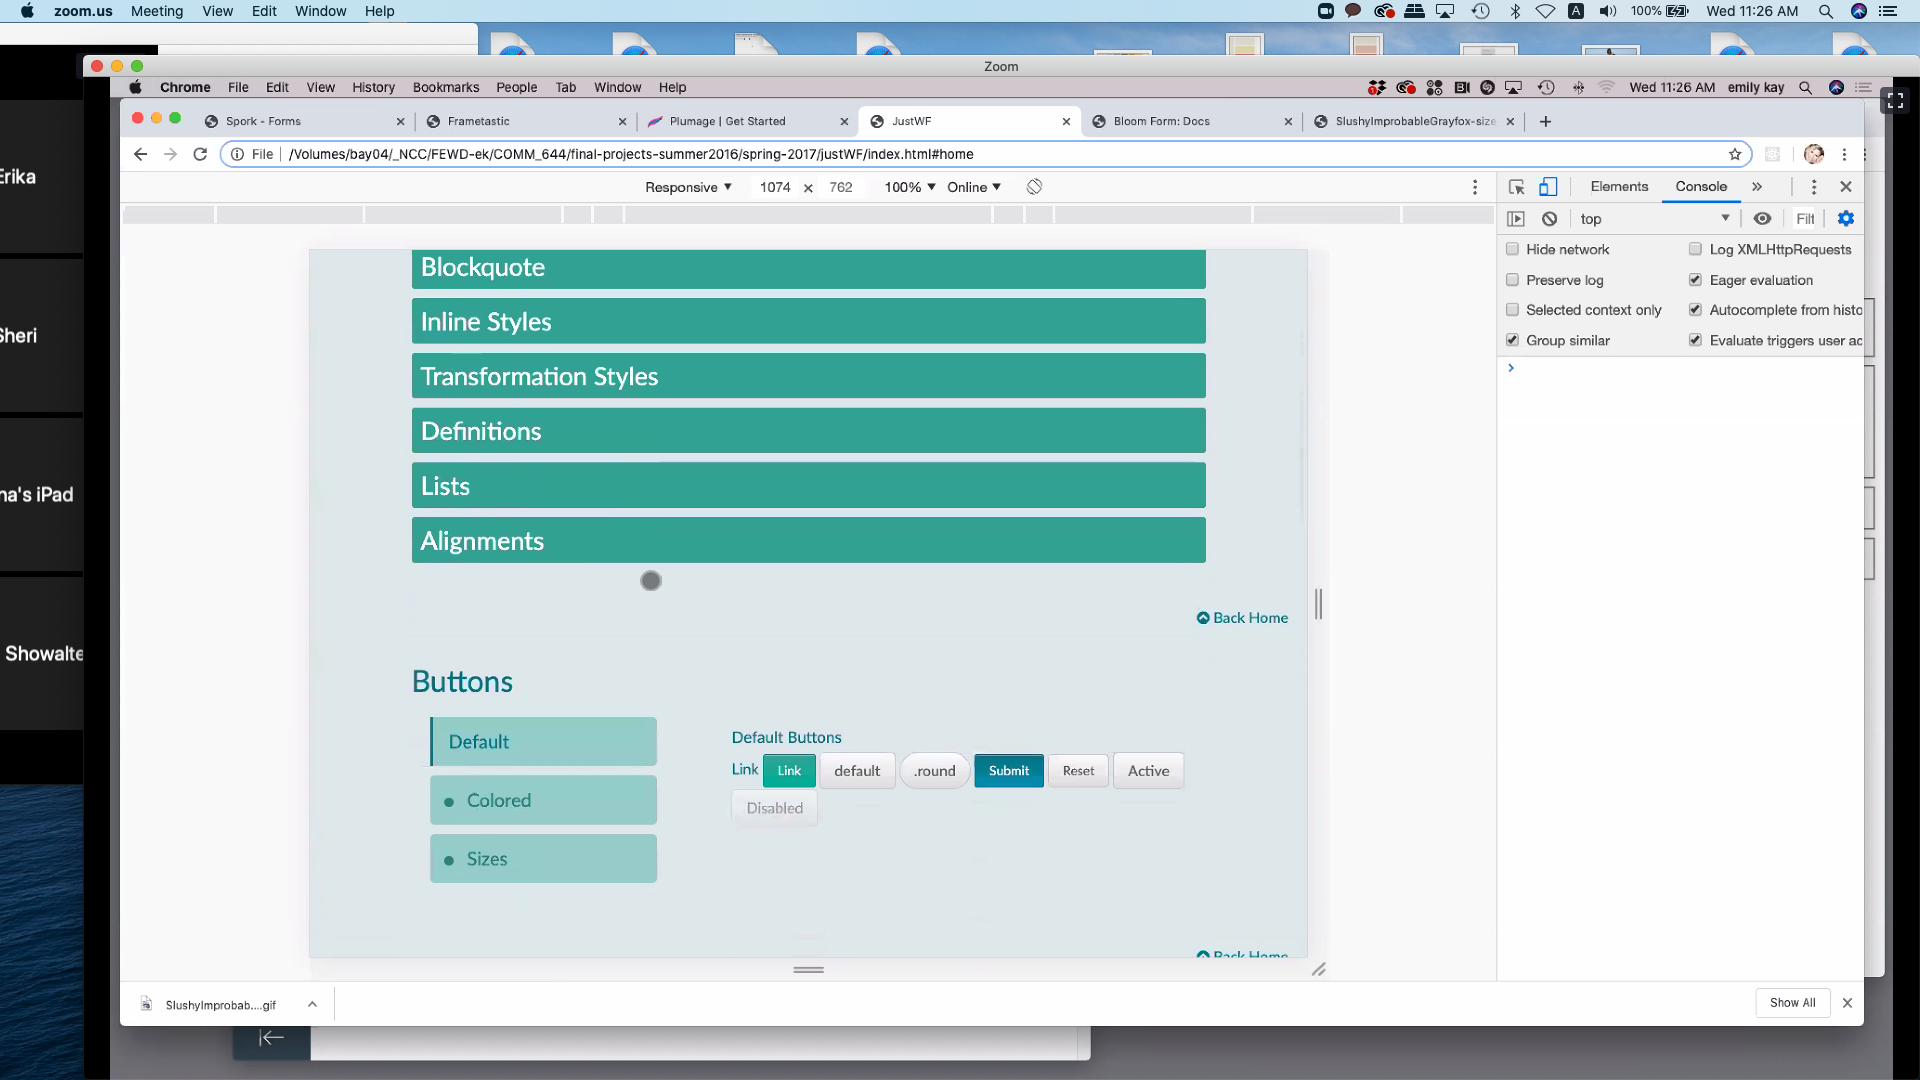 zoom.us Meeting View Edit Window Help 100% Wed 11:26 AM
Zoom
Chrome File Edit View History Bookmarks People Tab Window Help Wed 11:26 AM emily kay
Spork - Forms Frametastic Plumage | Get Started JustWF Bloom Form: Docs SlushyImprobableGrayfox-size
File /Volumes/bay04/_NCC/FEWD-ek/COMM_644/final-projects-summer2016/spring-2017/justWF/index.html#home
Responsive 1074 × 762 100% Online
Elements Console »
top Filt
Hide network Log XMLHttpRequests
Preserve log Eager evaluation
Selected context only Autocomplete from histo
Group similar Evaluate triggers user ac
Erika
Sheri
na's iPad
Showalte
Blockquote
Inline Styles
Transformation Styles
Definitions
Lists
Alignments
Back Home
Buttons
Default
Colored
Sizes
Default Buttons
Link Link default .round Submit Reset Active
Disabled
Back Home
SlushyImprobab....gif
Show All